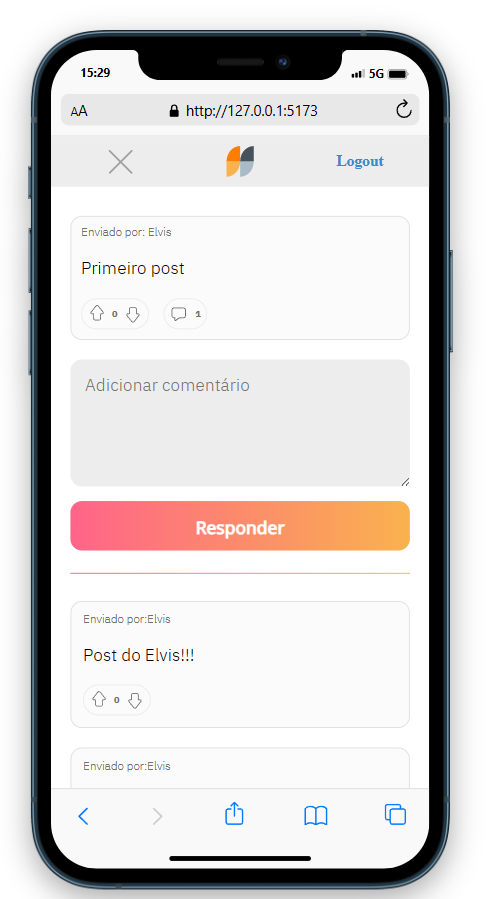 15:29
5G
AA
http://127.0.0.1:5173
Logout
Enviado por: Elvis
Primeiro post
0
1
Adicionar comentário
Responder
Enviado por:Elvis
Post do Elvis!!!
0
Enviado por:Elvis